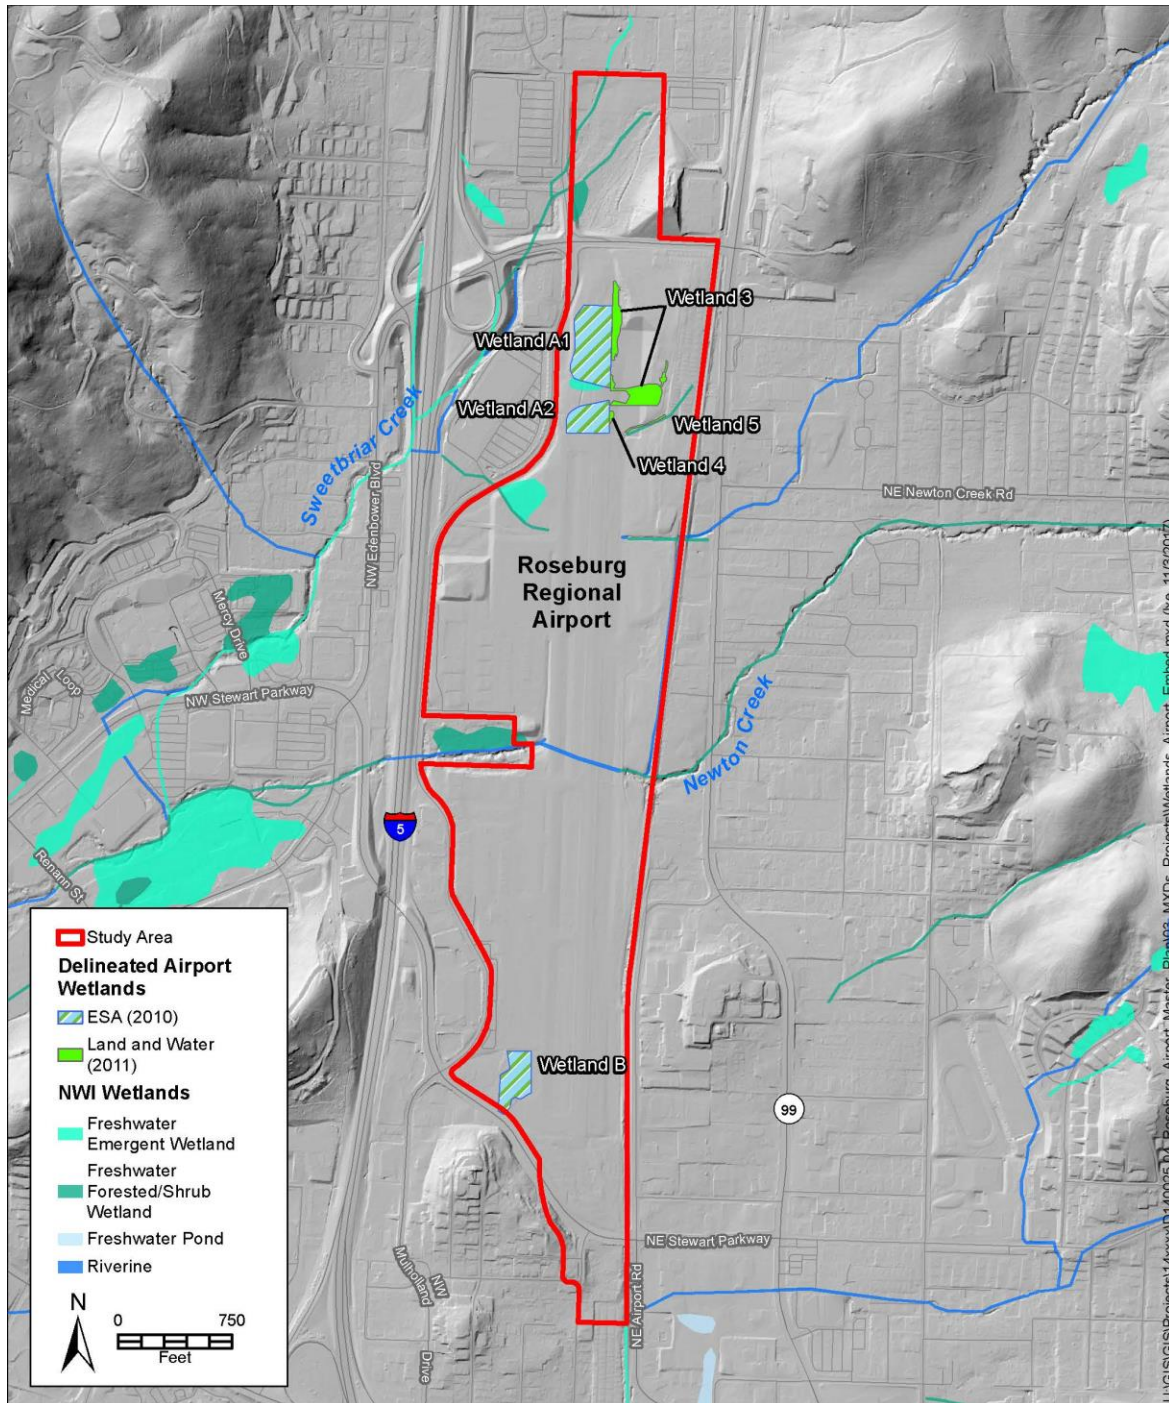 Wetland 3
Wetland A1
Wetland A2
Wetland 5
Wetland 4
Sweetbriar Creek
NW Edenbower Blvd
NE Newton Creek Rd
Roseburg
Regional
Airport
Mercy Drive
Medical Loop
NW Stewart Parkway
Newton Creek
5
Renann St
Wetland B
99
NE Stewart Parkway
NW
Mulholland
Drive
NE Airport Rd
Study Area
Delineated Airport
Wetlands
ESA (2010)
Land and Water
(2011)
NWI Wetlands
Freshwater
Emergent Wetland
Freshwater
Forested/Shrub
Wetland
Freshwater Pond
Riverine
N
0 750
Feet